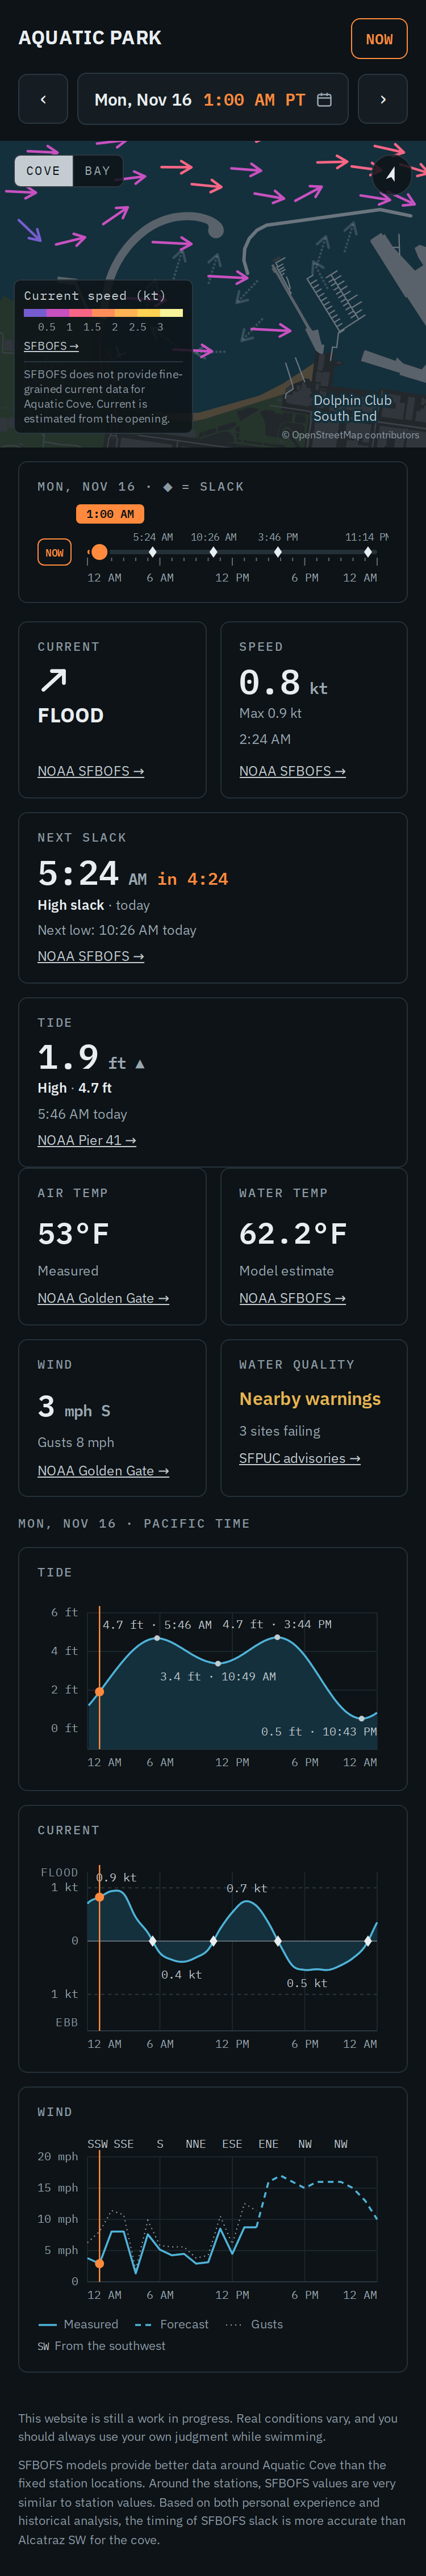 AQUATIC PARK
NOW
‹
Mon, Nov 16 1:00 AM PT
›
COVE BAY
Current speed (kt)
0.5 1 1.5 2 2.5 3
SFBOFS →
SFBOFS does not provide fine-
grained current data for
Aquatic Cove. Current is
estimated from the opening.
Dolphin Club
South End
© OpenStreetMap contributors
MON, NOV 16 · ◆ = SLACK
1:00 AM
5:24 AM 10:26 AM 3:46 PM 11:14 PM
NOW
12 AM 6 AM 12 PM 6 PM 12 AM
CURRENT
FLOOD
NOAA SFBOFS →
SPEED
0.8 kt
Max 0.9 kt
2:24 AM
NOAA SFBOFS →
NEXT SLACK
5:24 AM in 4:24
High slack · today
Next low: 10:26 AM today
NOAA SFBOFS →
TIDE
1.9 ft ▲
High · 4.7 ft
5:46 AM today
NOAA Pier 41 →
AIR TEMP
53°F
Measured
NOAA Golden Gate →
WATER TEMP
62.2°F
Model estimate
NOAA SFBOFS →
WIND
3 mph S
Gusts 8 mph
NOAA Golden Gate →
WATER QUALITY
Nearby warnings
3 sites failing
SFPUC advisories →
MON, NOV 16 · PACIFIC TIME
TIDE
6 ft
4.7 ft · 5:46 AM 4.7 ft · 3:44 PM
4 ft
3.4 ft · 10:49 AM
2 ft
0 ft
0.5 ft · 10:43 PM
12 AM 6 AM 12 PM 6 PM 12 AM
CURRENT
FLOOD
0.9 kt
1 kt
0.7 kt
0
0.4 kt
0.5 kt
1 kt
EBB
12 AM 6 AM 12 PM 6 PM 12 AM
WIND
SSW SSE S NNE ESE ENE NW NW
20 mph
15 mph
10 mph
5 mph
0
12 AM 6 AM 12 PM 6 PM 12 AM
Measured Forecast Gusts
SW From the southwest
This website is still a work in progress. Real conditions vary, and you
should always use your own judgment while swimming.
SFBOFS models provide better data around Aquatic Cove than the
fixed station locations. Around the stations, SFBOFS values are very
similar to station values. Based on both personal experience and
historical analysis, the timing of SFBOFS slack is more accurate than
Alcatraz SW for the cove.